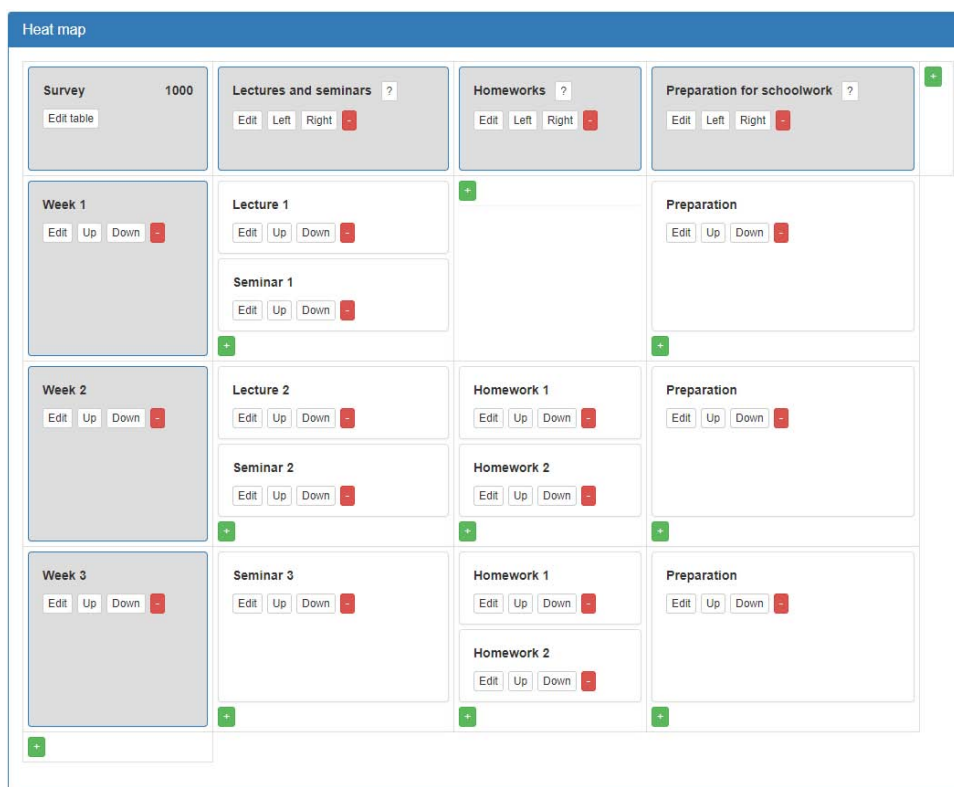 Heat map
Survey 1000 Lectures and seminars ? Homeworks ? Preparation for schoolwork ? +
Edit table Edit Left Right - Edit Left Right - Edit Left Right -
Week 1 Lecture 1 + Preparation
Edit Up Down - Edit Up Down - Edit Up Down -
Seminar 1
Edit Up Down -
+ +
Week 2 Lecture 2 Homework 1 Preparation
Edit Up Down - Edit Up Down - Edit Up Down - Edit Up Down -
Seminar 2 Homework 2
Edit Up Down - Edit Up Down -
+ + +
Week 3 Seminar 3 Homework 1 Preparation
Edit Up Down - Edit Up Down - Edit Up Down - Edit Up Down -
Homework 2
Edit Up Down -
+ + +
+